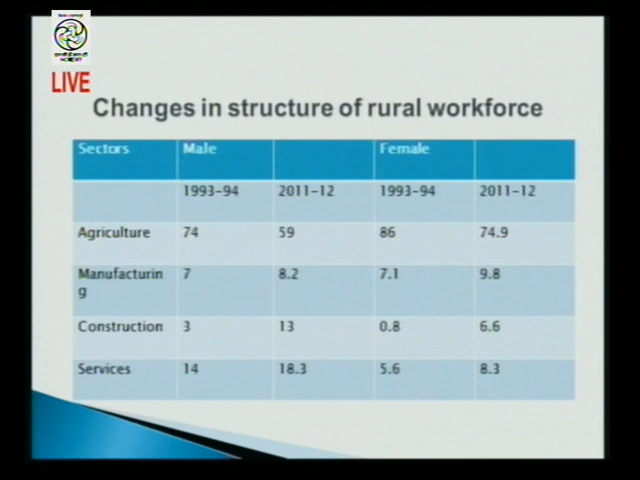 LIVE
Changes in structure of rural workforce
Sectors Male Female
1993-94 2011-12 1993-94 2011-12
Agriculture 74 59 86 74.9
Manufacturin 7 8.2 7.1 9.8
g
Construction 3 13 0.8 6.6
Services 14 18.3 5.6 8.3